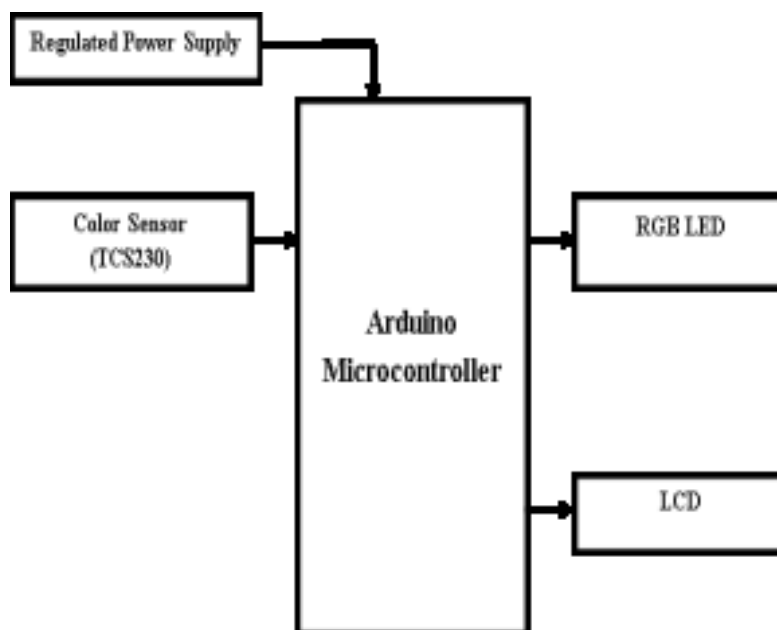 Regulated Power Supply
Color Sensor
(TCS230)
RGB LED
Arduino
Microcontroller
LCD